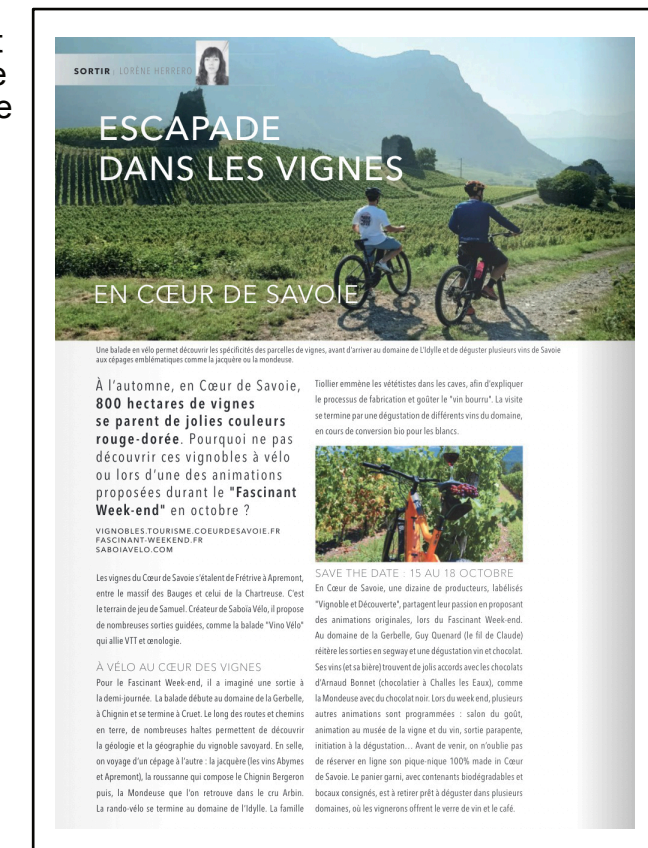 t
e
e
SORTIR | LORÈNE HERRERO
ESCAPADE
DANS LES VIGNES
EN CŒUR DE SAVOIE
Une balade en vélo permet découvrir les spécificités des parcelles de vignes, avant d'arriver au domaine de L'Idylle et de déguster plusieurs vins de Savoie
aux cépages emblématiques comme la jacquère ou la mondeuse.
À l'automne, en Cœur de Savoie,
800 hectares de vignes
se parent de jolies couleurs
rouge-dorée. Pourquoi ne pas
découvrir ces vignobles à vélo
ou lors d'une des animations
proposées durant le "Fascinant
Week-end" en octobre ?
VIGNOBLES.TOURISME.COEURDESAVOIE.FR
FASCINANT-WEEKEND.FR
SABOIAVELO.COM
Les vignes du Cœur de Savoie s'étalent de Frétrive à Apremont,
entre le massif des Bauges et celui de la Chartreuse. C'est
le terrain de jeu de Samuel. Créateur de Saboïa Vélo, il propose
de nombreuses sorties guidées, comme la balade "Vino Vélo"
qui allie VTT et œnologie.
À VÉLO AU CŒUR DES VIGNES
Pour le Fascinant Week-end, il a imaginé une sortie à
la demi-journée. La balade débute au domaine de la Gerbelle,
à Chignin et se termine à Cruet. Le long des routes et chemins
en terre, de nombreuses haltes permettent de découvrir
la géologie et la géographie du vignoble savoyard. En selle,
on voyage d'un cépage à l'autre : la jacquère (les vins Abymes
et Apremont), la roussanne qui compose le Chignin Bergeron
puis, la Mondeuse que l'on retrouve dans le cru Arbin.
La rando-vélo se termine au domaine de l'Idylle. La famille
Tiollier emmène les vététistes dans les caves, afin d'expliquer
le processus de fabrication et goûter le "vin bourru". La visite
se termine par une dégustation de différents vins du domaine,
en cours de conversion bio pour les blancs.
SAVE THE DATE : 15 AU 18 OCTOBRE
En Cœur de Savoie, une dizaine de producteurs, labélisés
"Vignoble et Découverte", partagent leur passion en proposant
des animations originales, lors du Fascinant Week-end.
Au domaine de la Gerbelle, Guy Quenard (le fil de Claude)
réitère les sorties en segway et une dégustation vin et chocolat.
Ses vins (et sa bière) trouvent de jolis accords avec les chocolats
d'Arnaud Bonnet (chocolatier à Challes les Eaux), comme
la Mondeuse avec du chocolat noir. Lors du week end, plusieurs
autres animations sont programmées : salon du goût,
animation au musée de la vigne et du vin, sortie parapente,
initiation à la dégustation… Avant de venir, on n'oublie pas
de réserver en ligne son pique-nique 100% made in Cœur
de Savoie. Le panier garni, avec contenants biodégradables et
bocaux consignés, est à retirer prêt à déguster dans plusieurs
domaines, où les vignerons offrent le verre de vin et le café.